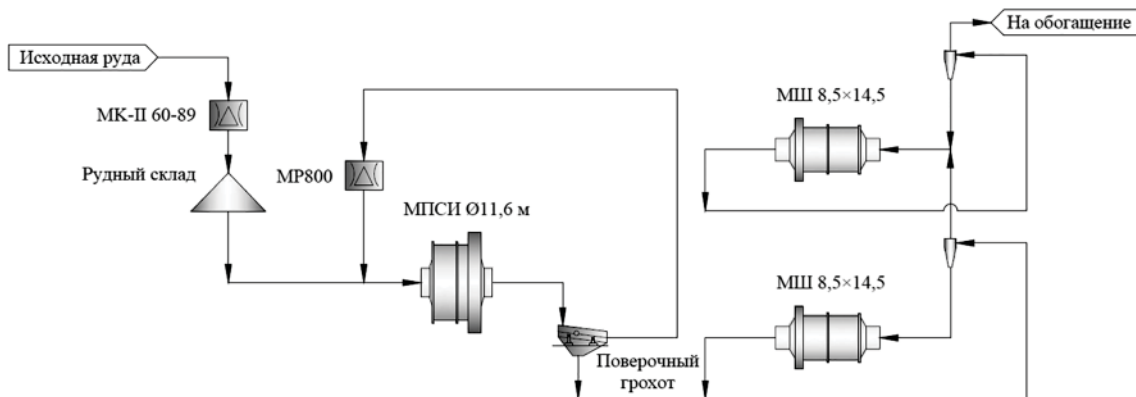 На обогащение
Исходная руда
МК-II 60-89
МШ 8,5×14,5
Рудный склад
МР800
МПСИ Ø11,6 м
МШ 8,5×14,5
Поверочный
грохот